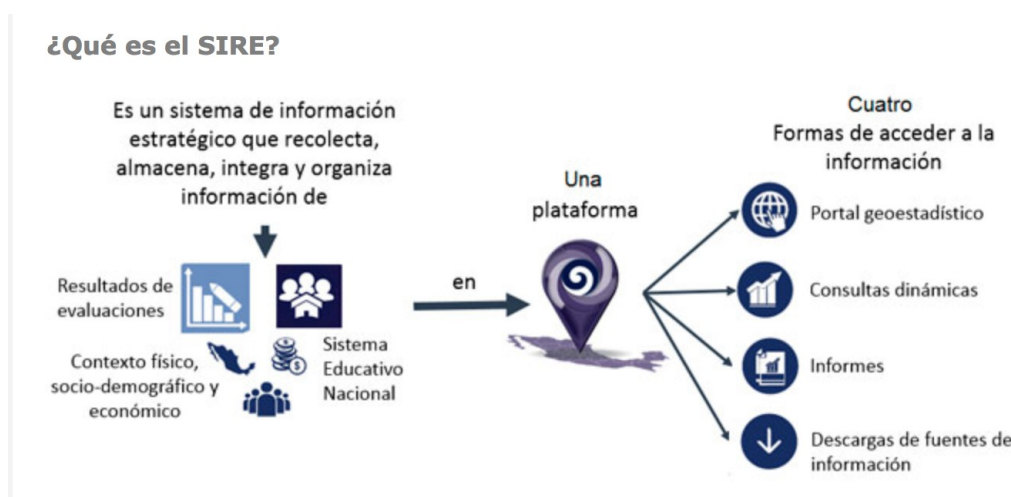 ¿Qué es el SIRE?
Es un sistema de información
estratégico que recolecta,
almacena, integra y organiza
información de
Resultados de
evaluaciones
Contexto físico,
socio-demográfico y
económico
Sistema
Educativo
Nacional
en
Una
plataforma
Cuatro
Formas de acceder a la
información
Portal geoestadístico
Consultas dinámicas
Informes
Descargas de fuentes de
información